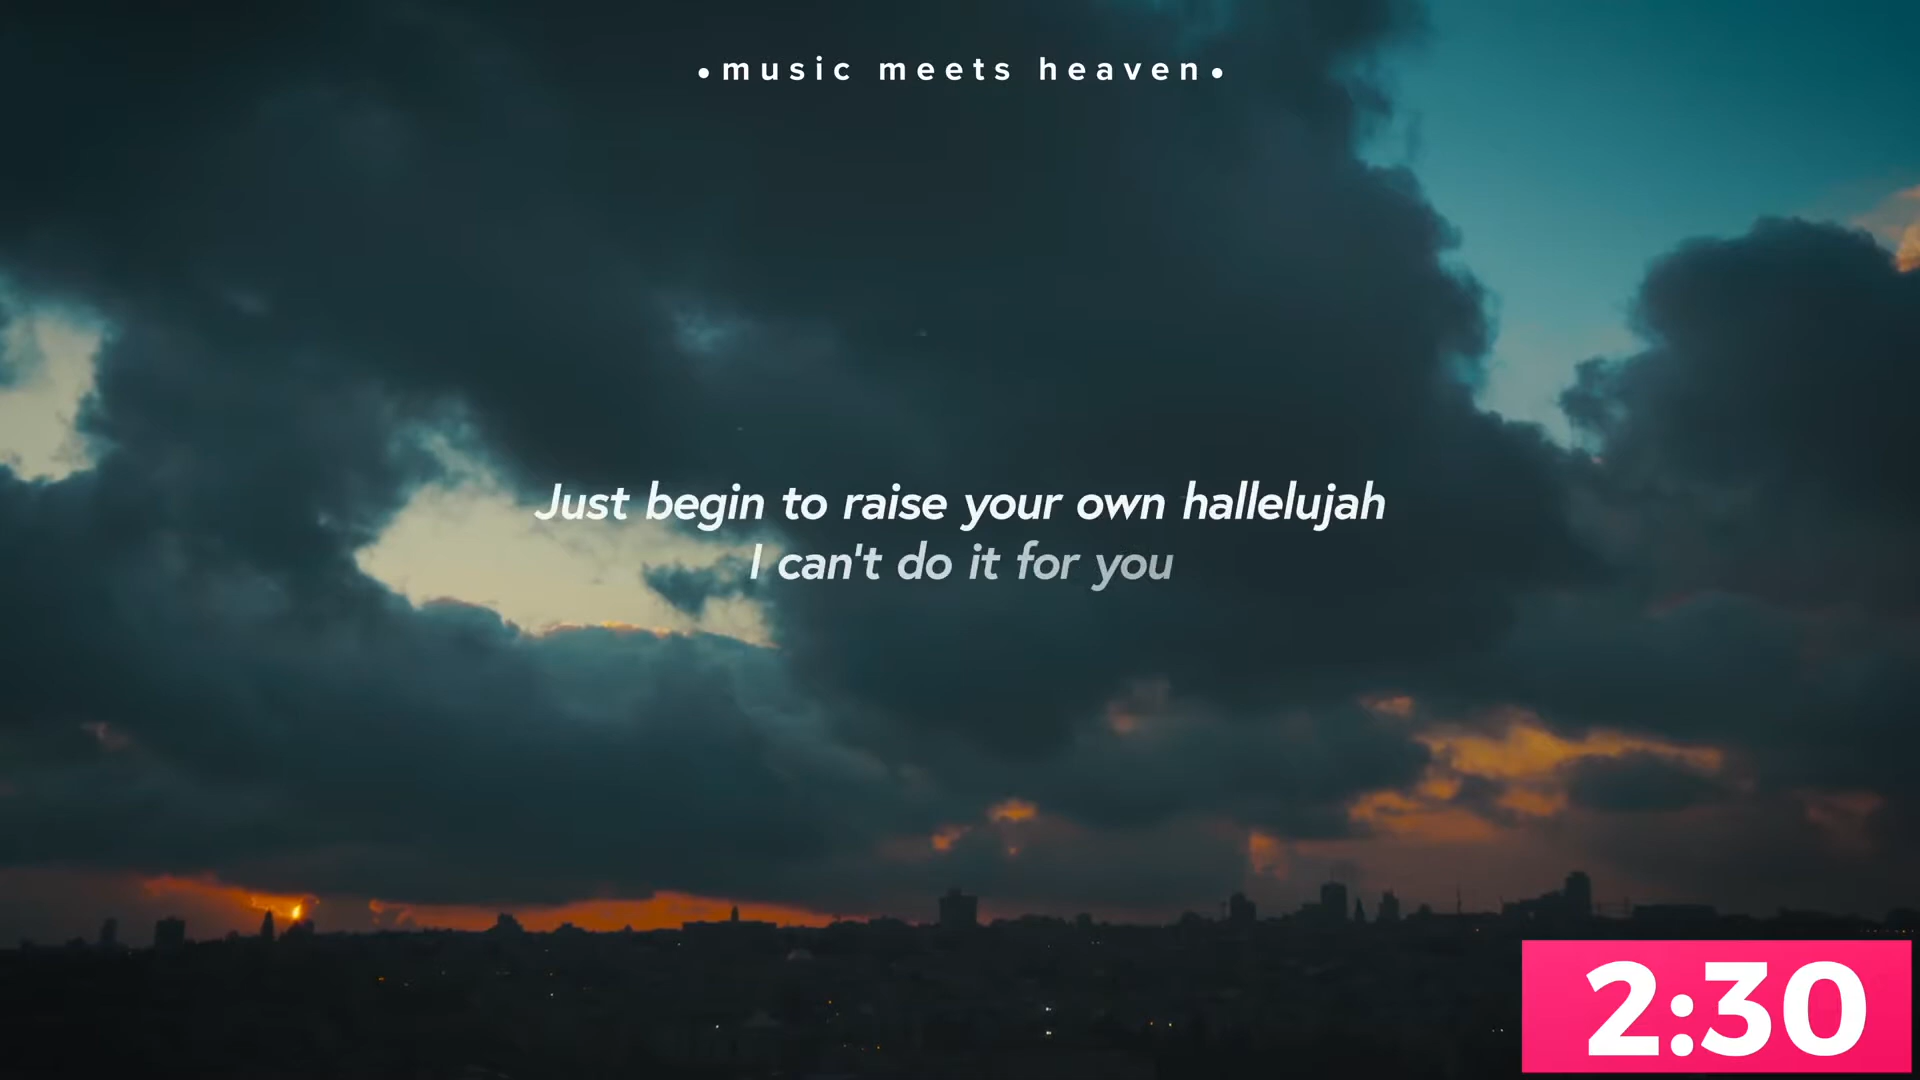 •music meets heaven•
Just begin to raise your own hallelujah
I can't do it for you
2:30